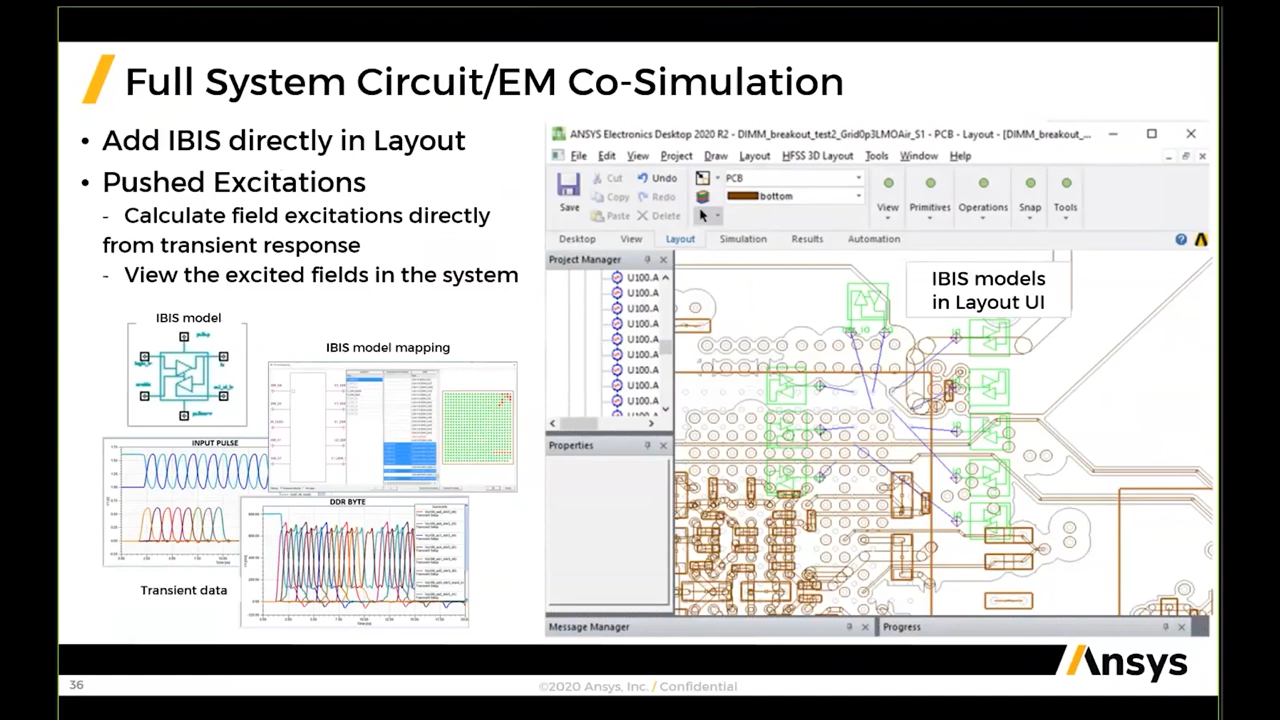 Full System Circuit/EM Co-Simulation
• Add IBIS directly in Layout
• Pushed Excitations
- Calculate field excitations directly
from transient response
- View the excited fields in the system
IBIS model
IBIS model mapping
INPUT PULSE
DDR BYTE
Transient data
ANSYS Electronics Desktop 2020 R2 - DIMM_breakout_test2_Grid0p3LMOAir_S1 - PCB - Layout - [DIMM_breakout_...
File Edit View Project Draw Layout HFSS 3D Layout Tools Window Help
Save
Cut
Copy
Paste
Undo
Redo
Delete
PCB
bottom
View
Primitives
Operations
Snap
Tools
Desktop View Layout Simulation Results Automation
Project Manager
U100.A
U100.A
U100.A
U100.A
U100.A
U100.A
U100.A
U100.A
U100.A
U100.A
Properties
IBIS models
in Layout UI
Message Manager
Progress
Ansys
36
©2020 Ansys, Inc. / Confidential